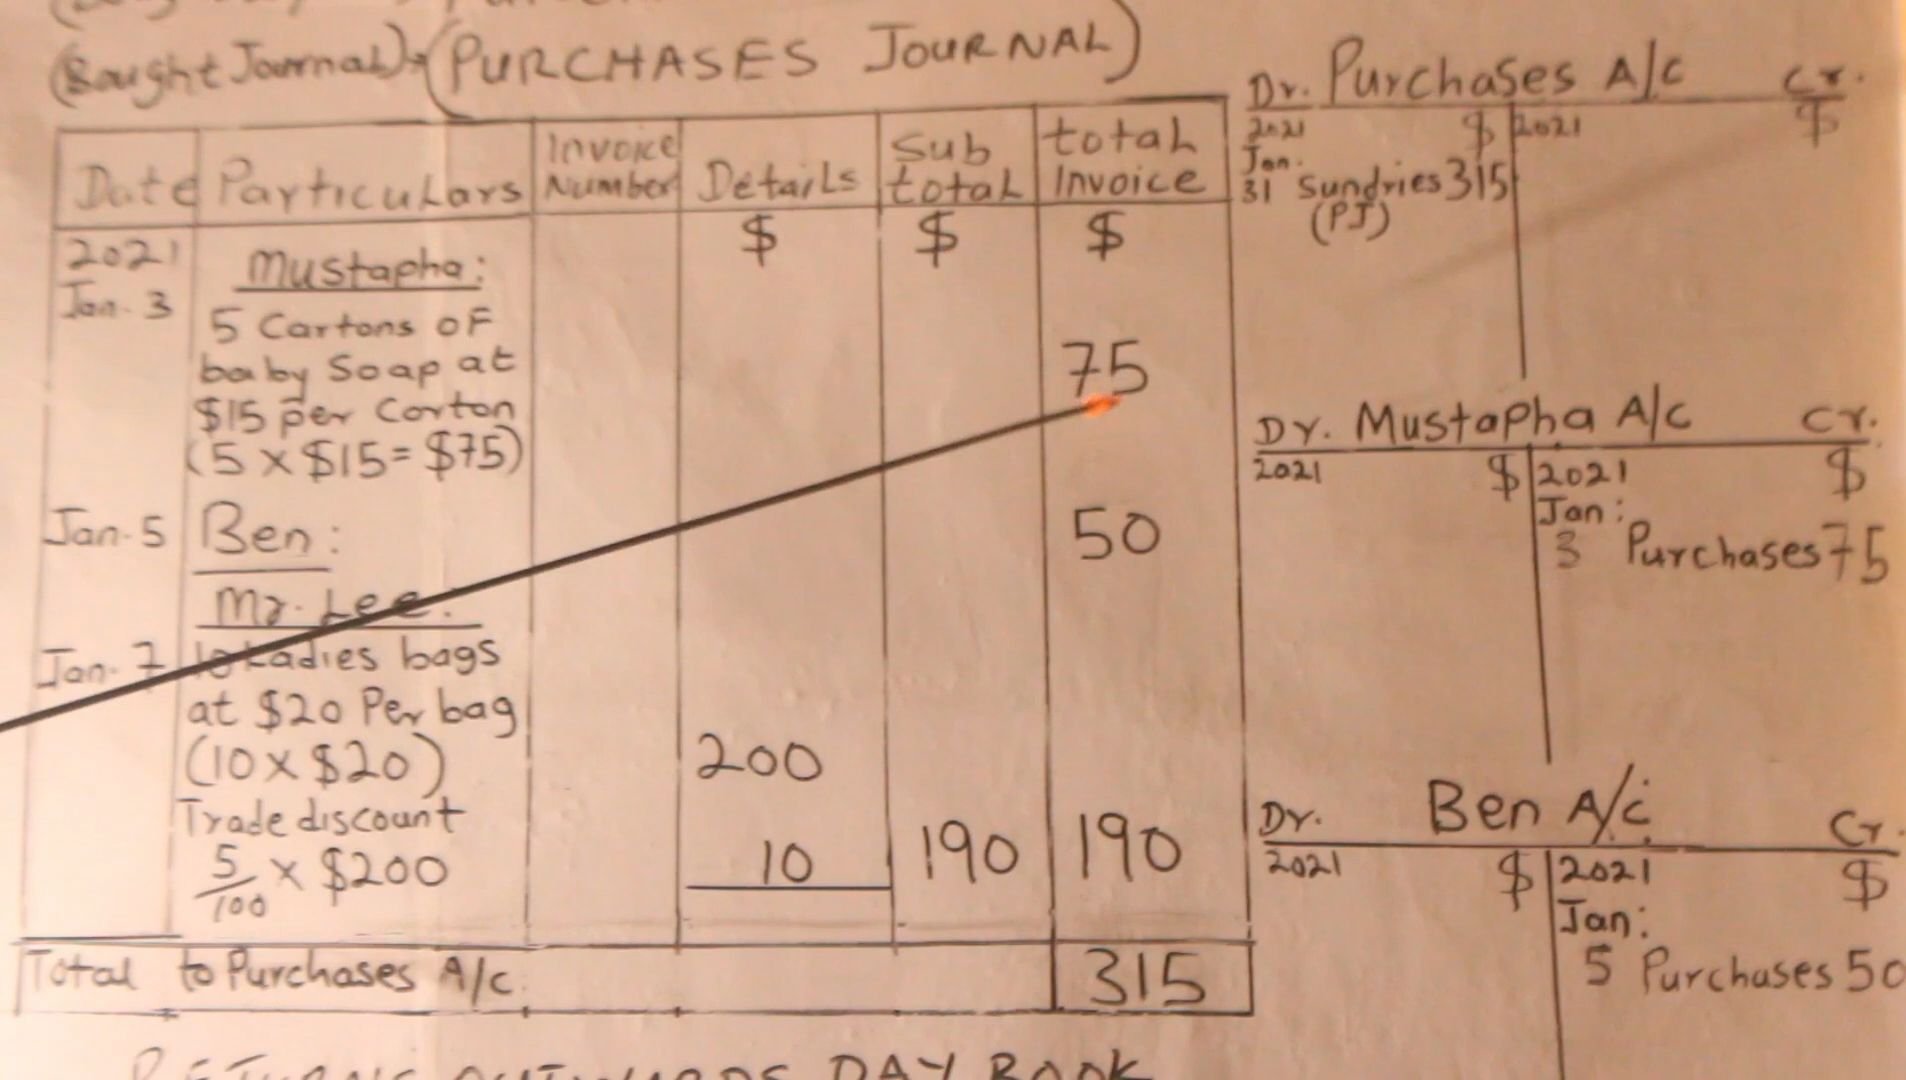 (Bought Journal) (PURCHASES JOURNAL)
Date Particulars Invoice Number Details Sub total total Invoice
$ $ $
2021
Jan. 3 Mustapha:
5 Cartons of
baby Soap at
$15 per Carton
(5 x $15 = $75) 75
Jan. 5 Ben: 50
Mr. Lee:
Jan. 7 10 Ladies bags
at $20 Per bag
(10 x $20) 200
Trade discount
5/100 x $200 10 190 190
Total to Purchases A/c. 315
RETURNS OUTWARDS DAY BOOK
Dr. Purchases A/c Cr.
2021 $ 2021 $
Jan.
31 Sundries 315
(PJ)
Dr. Mustapha A/c Cr.
2021 $ 2021 $
Jan:
3 Purchases 75
Dr. Ben A/c Cr.
2021 $ 2021 $
Jan:
5 Purchases 50